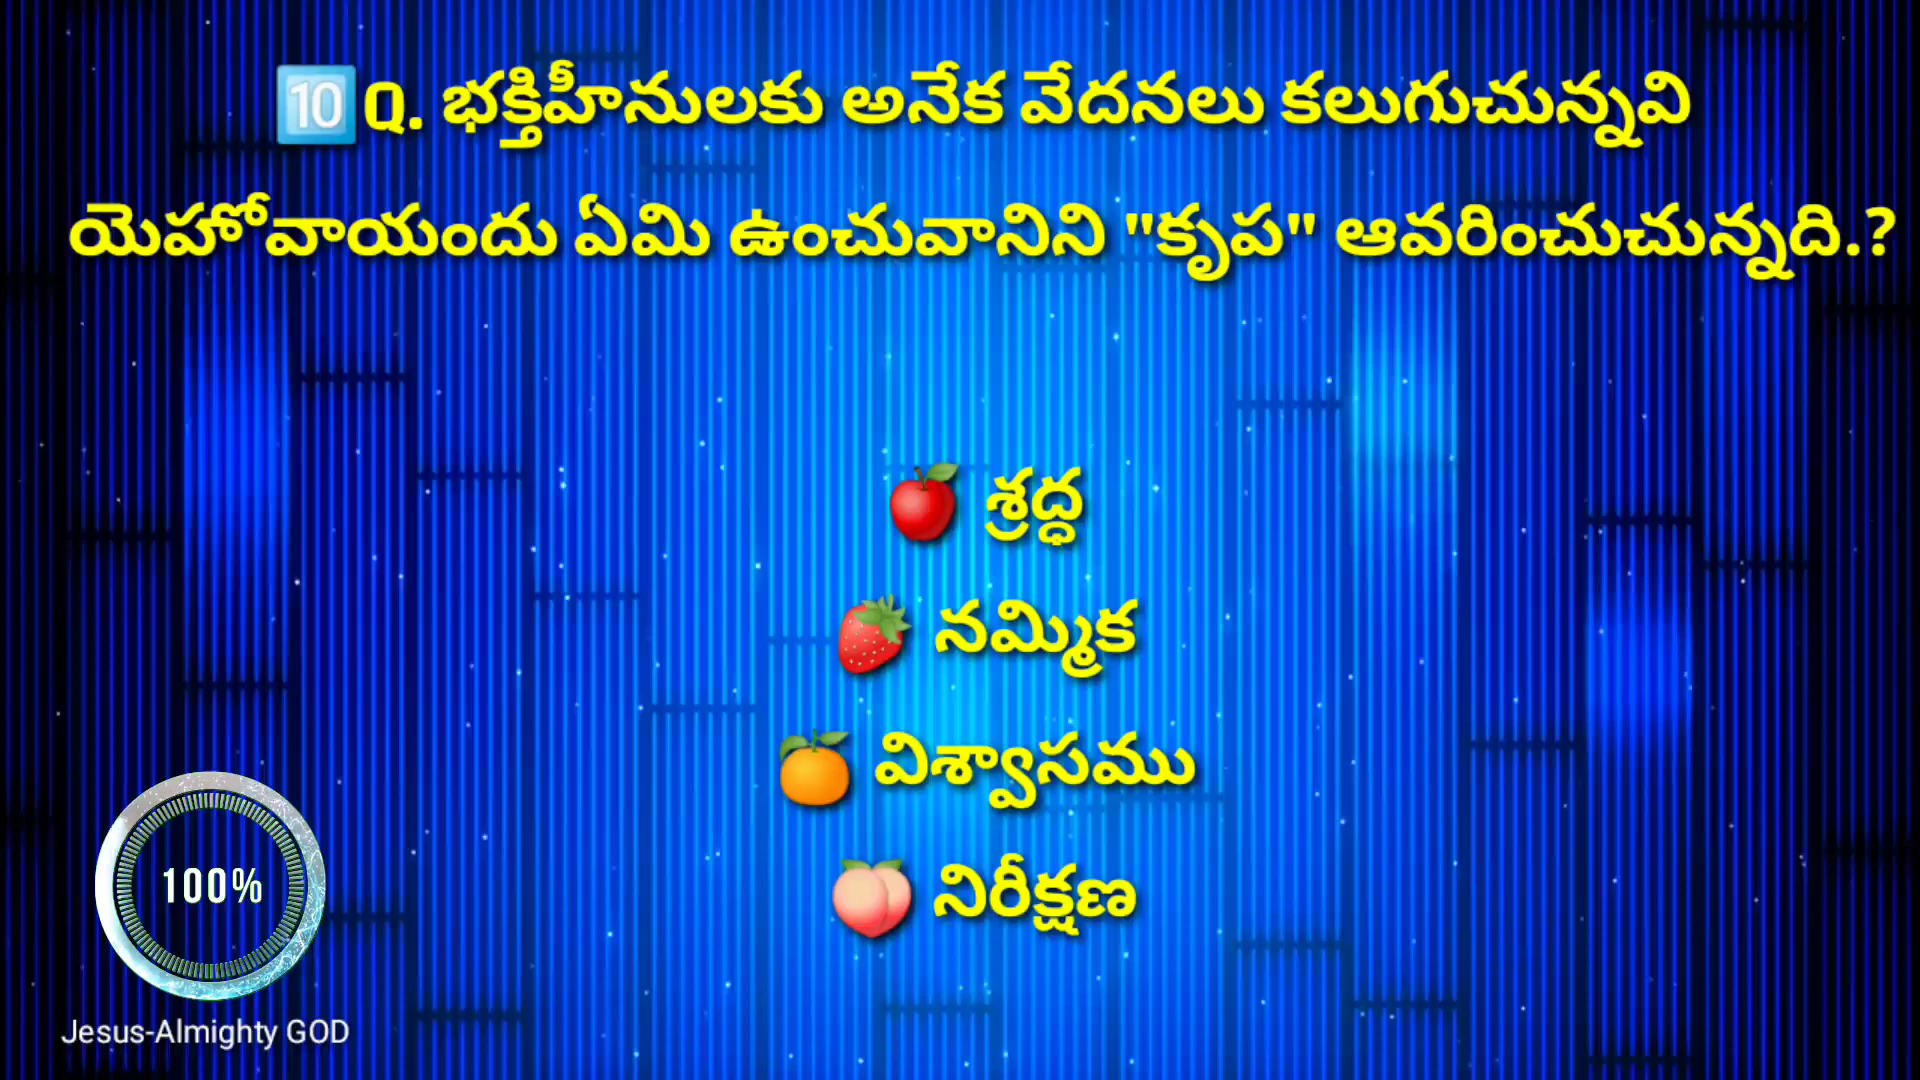 🔟Q. భక్తిహీనులకు అనేక వేదనలు కలుగుచున్నవి
యెహోవాయందు ఏమి ఉంచువానిని "కృప" ఆవరించుచున్నది.?
🍎 శ్రద్ధ
🍓 నమ్మిక
🍊 విశ్వాసము
🍑 నిరీక్షణ
100%
Jesus-Almighty GOD